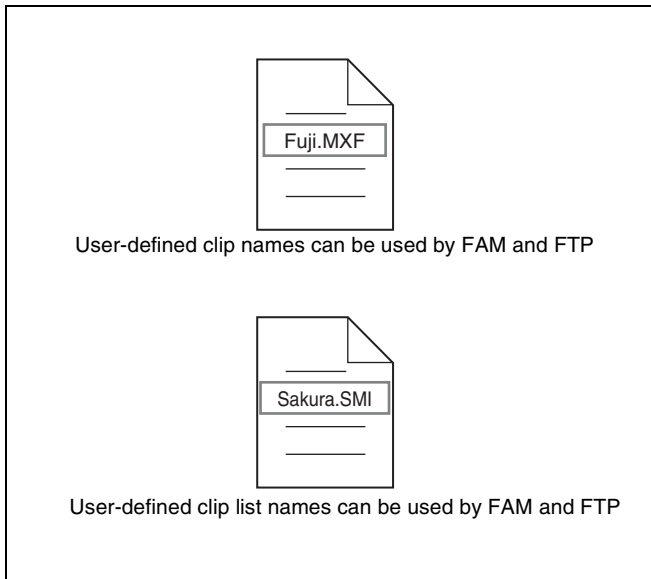 Fuji.MXF
User-defined clip names can be used by FAM and FTP
Sakura.SMI
User-defined clip list names can be used by FAM and FTP